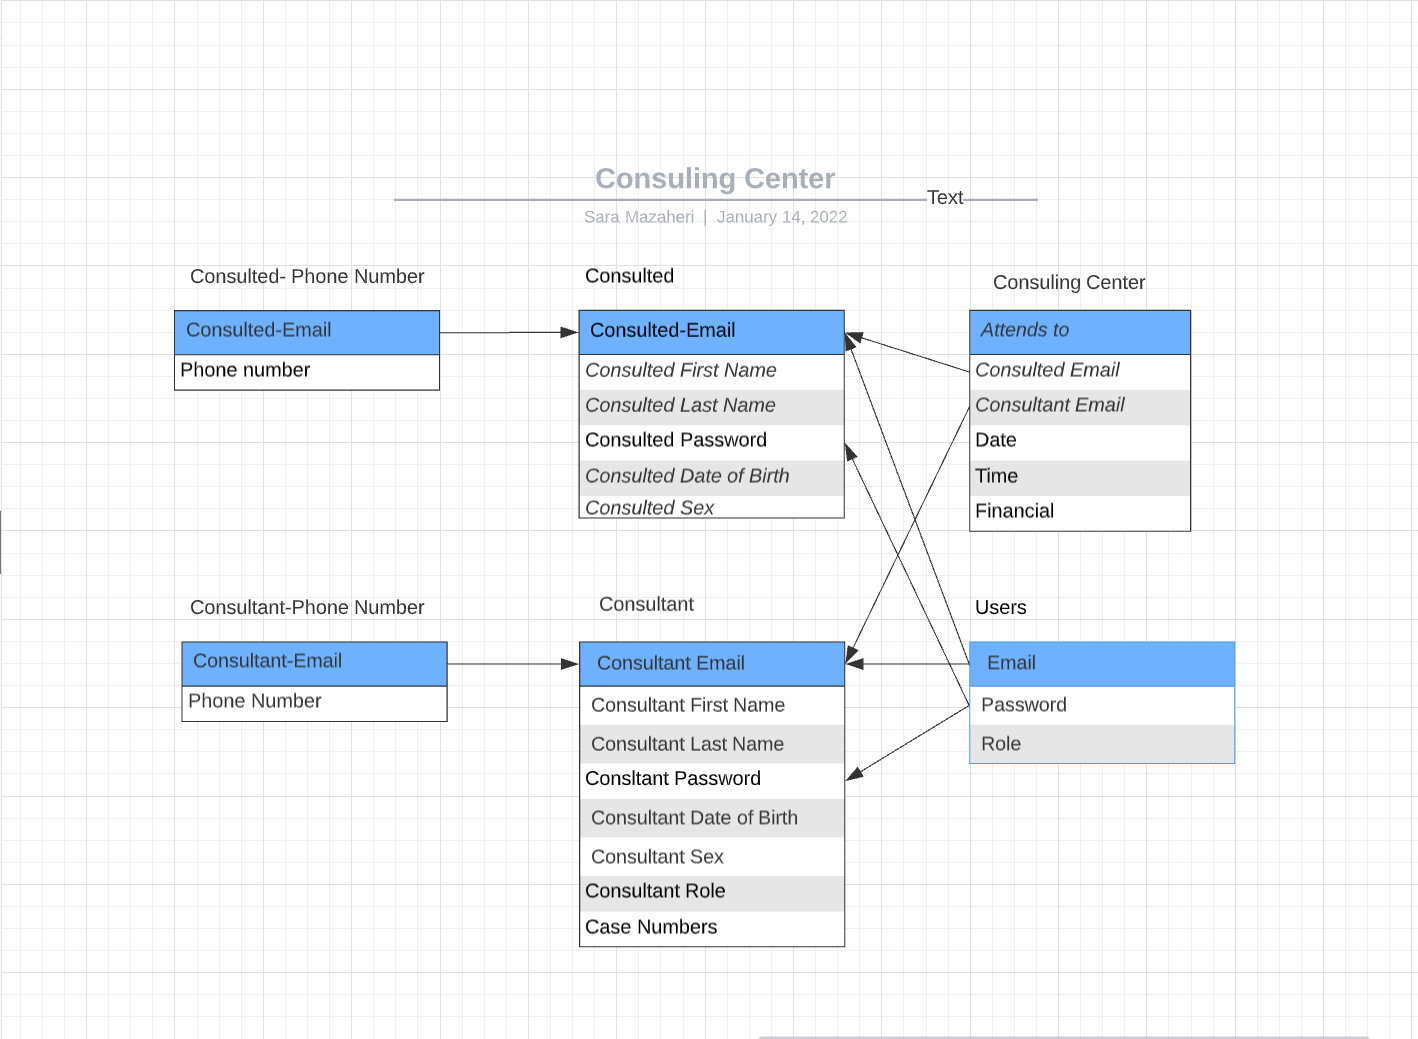 Consuling Center
Text
Sara Mazaheri | January 14, 2022
Consulted- Phone Number
Consulted-Email
Phone number
Consulted
Consulted-Email
Consulted First Name
Consulted Last Name
Consulted Password
Consulted Date of Birth
Consulted Sex
Consuling Center
Attends to
Consulted Email
Consultant Email
Date
Time
Financial
Consultant-Phone Number
Consultant-Email
Phone Number
Consultant
Consultant Email
Consultant First Name
Consultant Last Name
Consltant Password
Consultant Date of Birth
Consultant Sex
Consultant Role
Case Numbers
Users
Email
Password
Role